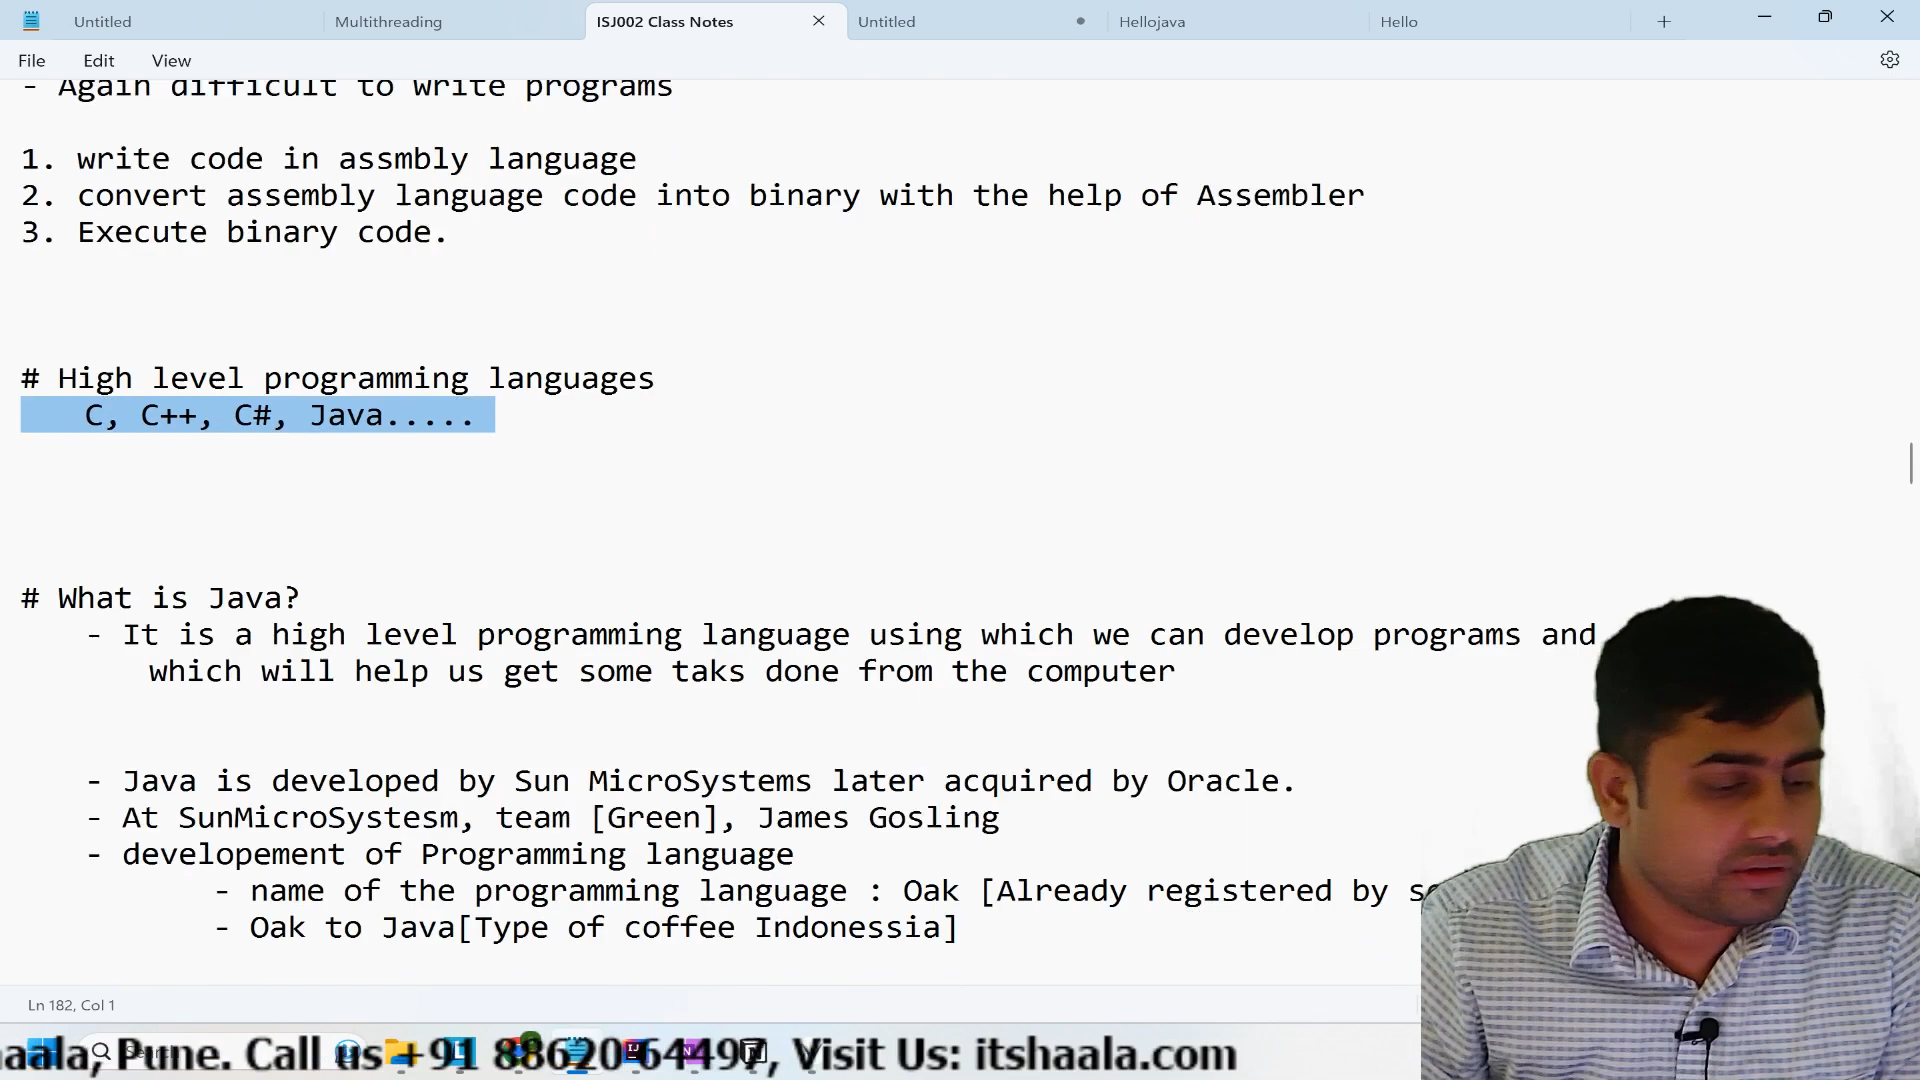 Untitled
Multithreading
ISJ002 Class Notes
Untitled
Hellojava
Hello
File Edit View
- Again difficult to write programs
1. write code in assmbly language
2. convert assembly language code into binary with the help of Assembler
3. Execute binary code.
# High level programming languages
C, C++, C#, Java.....
# What is Java?
- It is a high level programming language using which we can develop programs and
which will help us get some taks done from the computer
- Java is developed by Sun MicroSystems later acquired by Oracle.
- At SunMicroSystesm, team [Green], James Gosling
- developement of Programming language
- name of the programming language : Oak [Already registered by
- Oak to Java[Type of coffee Indonessia]
Ln 182, Col 1
Search
Pune. Call us +91 8862064497, Visit Us: itshaala.com